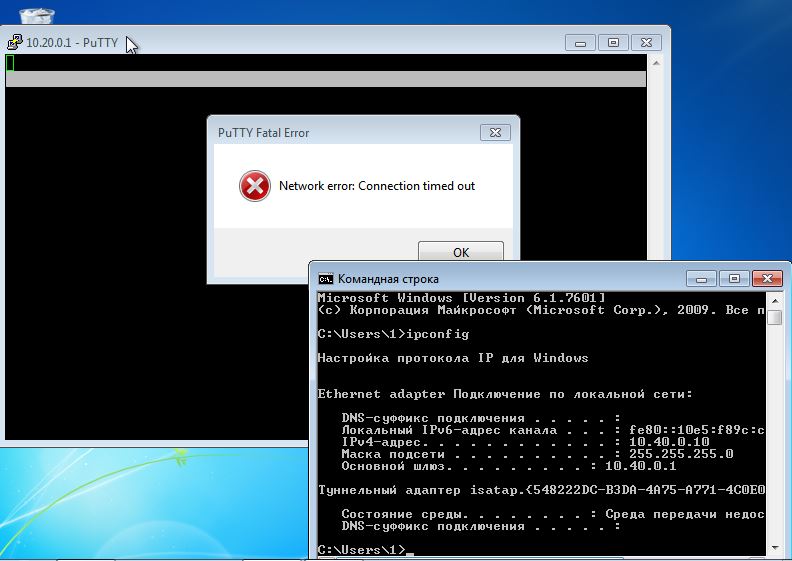 10.20.0.1 - PuTTY
PuTTY Fatal Error
Network error: Connection timed out
OK
C:\.
Командная строка
Microsoft Windows [Version 6.1.7601]
(c) Корпорация Майкрософт (Microsoft Corp.), 2009. Все п
C:\Users\1>ipconfig
Настройка протокола IP для Windows
Ethernet adapter Подключение по локальной сети:
DNS-суффикс подключения . . . . . :
Локальный IPv6-адрес канала . . . : fe80::10e5:f89c:c
IPv4-адрес. . . . . . . . . . . . : 10.40.0.10
Маска подсети . . . . . . . . . . : 255.255.255.0
Основной шлюз. . . . . . . . . : 10.40.0.1
Туннельный адаптер isatap.{548222DC-B3DA-4A75-A771-4C0E0
Состояние среды. . . . . . . . : Среда передачи недос
DNS-суффикс подключения . . . . . :
C:\Users\1>_